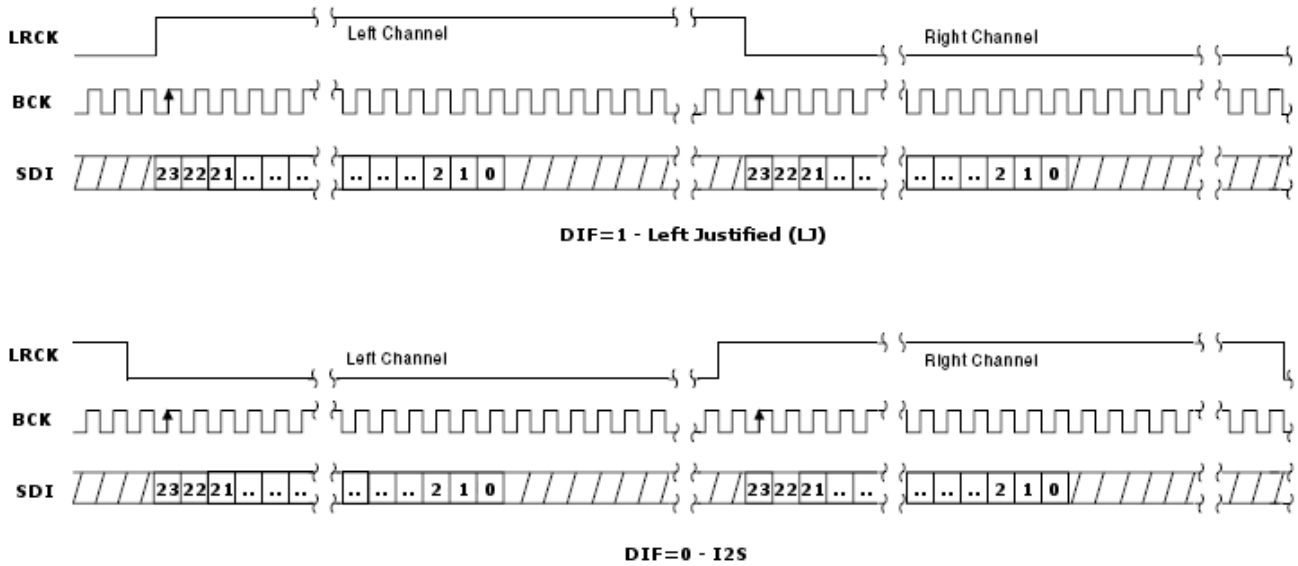 LRCK Left Channel Right Channel
BCK
SDI 23 22 21 .. .. .. .. .. .. 2 1 0 23 22 21 .. .. .. .. .. 2 1 0
DIF=1 - Left Justified (LJ)
LRCK Left Channel Right Channel
BCK
SDI 23 22 21 .. .. .. .. .. .. 2 1 0 23 22 21 .. .. .. .. .. 2 1 0
DIF=0 - I2S